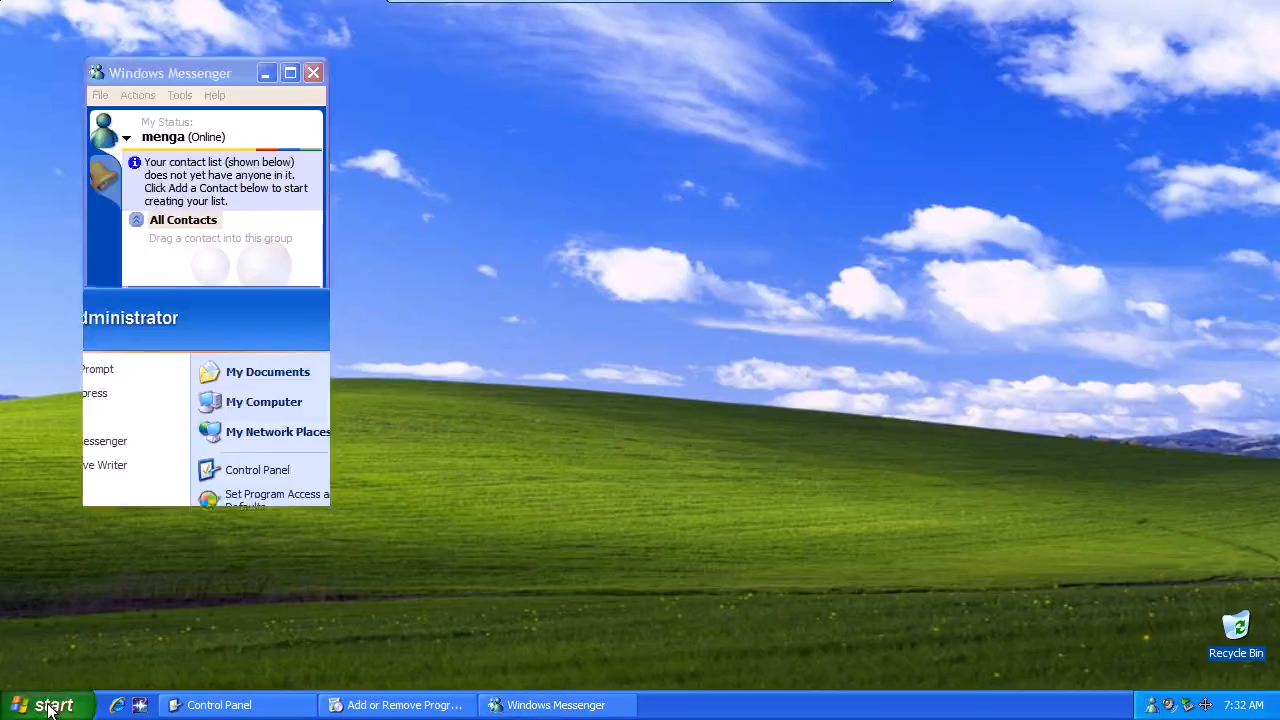 Windows Messenger
File Actions Tools Help
My Status:
menga (Online)
Your contact list (shown below)
does not yet have anyone in it.
Click Add a Contact below to start
creating your list.
All Contacts
Drag a contact into this group
dministrator
Prompt
My Documents
press
My Computer
My Network Places
essenger
ve Writer
Control Panel
Set Program Access a
Defaults
Recycle Bin
start
Control Panel
Add or Remove Progr...
Windows Messenger
7:32 AM